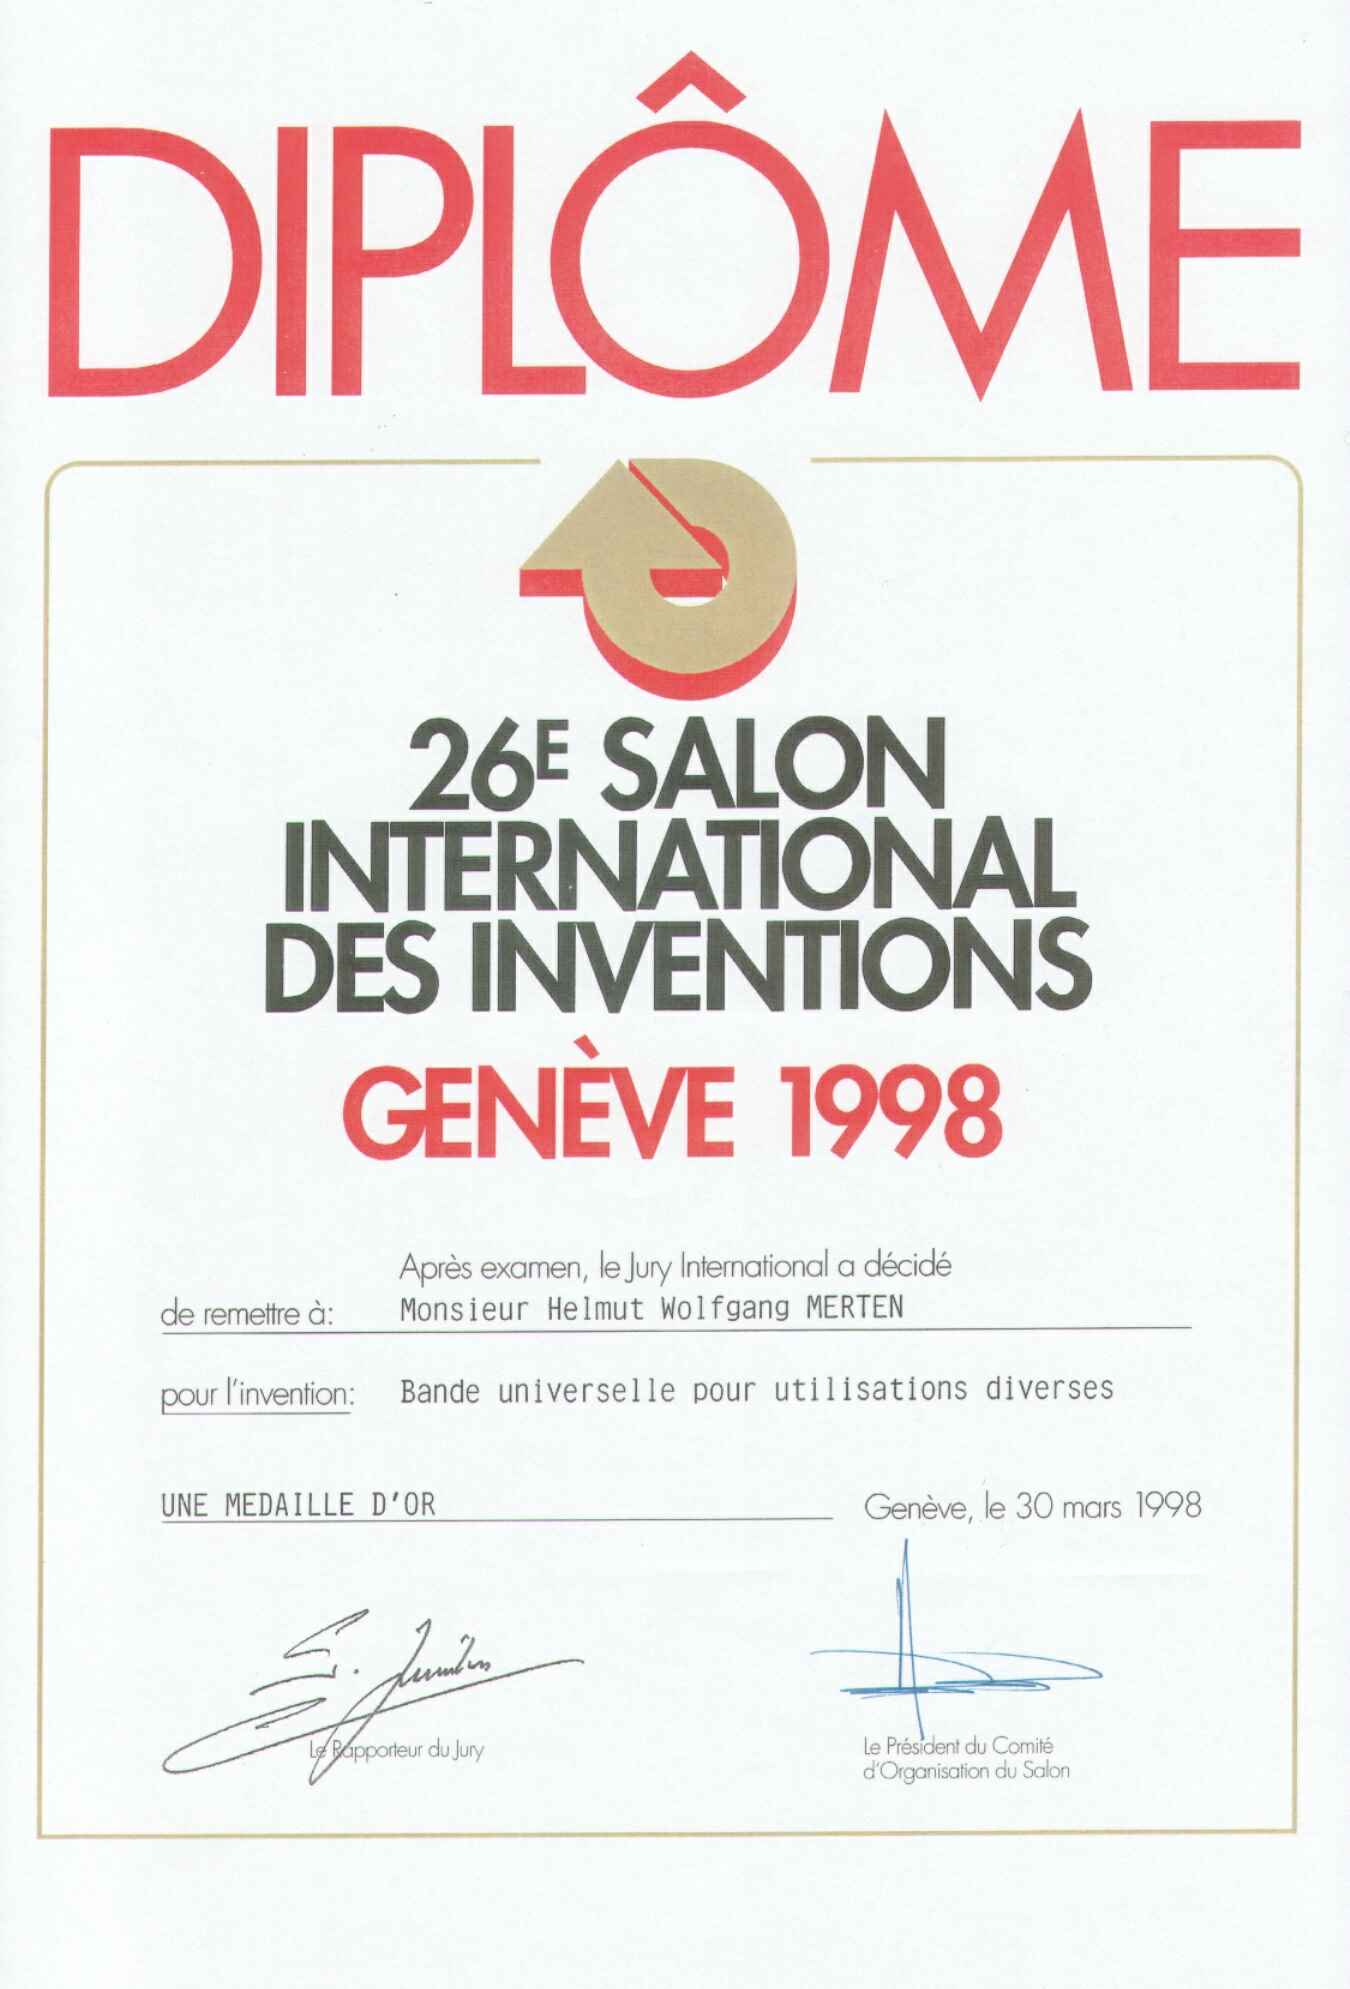 DIPLÔME
26E SALON
INTERNATIONAL
DES INVENTIONS
GENÈVE 1998
Après examen, le Jury International a décidé
de remettre à: Monsieur Helmut Wolfgang MERTEN
pour l'invention: Bande universelle pour utilisations diverses
UNE MEDAILLE D'OR Genève, le 30 mars 1998
Le Rapporteur du Jury
Le Président du Comité
d'Organisation du Salon